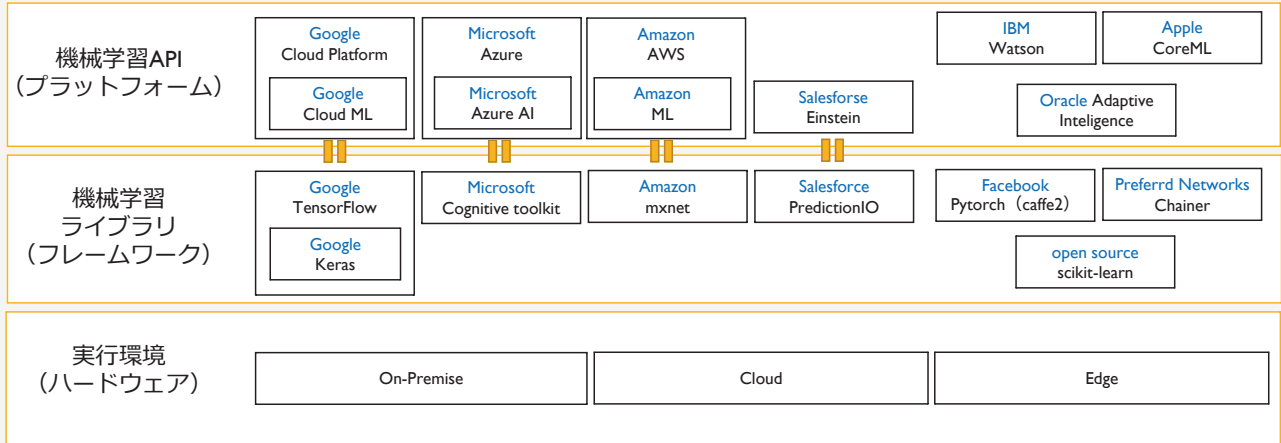 機械学習API
（プラットフォーム）
Google
Cloud Platform
Google
Cloud ML
Microsoft
Azure
Microsoft
Azure AI
Amazon
AWS
Amazon
ML
Salesforse
Einstein
IBM
Watson
Apple
CoreML
Oracle Adaptive
Inteligence
機械学習
ライブラリ
（フレームワーク）
Google
TensorFlow
Google
Keras
Microsoft
Cognitive toolkit
Amazon
mxnet
Salesforce
PredictionIO
Facebook
Pytorch（caffe2）
Preferrd Networks
Chainer
open source
scikit-learn
実行環境
（ハードウェア）
On-Premise
Cloud
Edge